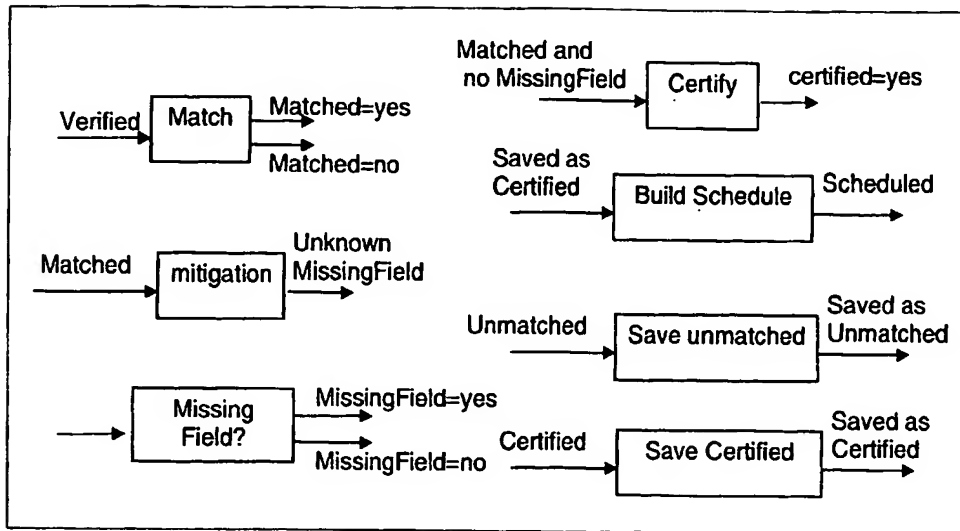 Verified
Match
Matched=yes
Matched=no
Matched
mitigation
Unknown
MissingField
Missing
Field?
MissingField=yes
MissingField=no
Matched and
no MissingField
Certify
certified=yes
Saved as
Certified
Build Schedule
Scheduled
Unmatched
Save unmatched
Saved as
Unmatched
Certified
Save Certified
Saved as
Certified